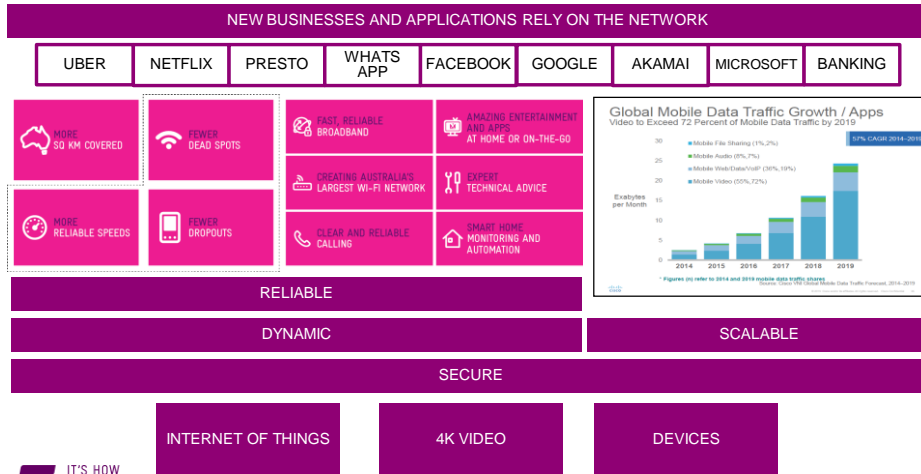 NEW BUSINESSES AND APPLICATIONS RELY ON THE NETWORK
UBER
NETFLIX
PRESTO
WHATS
APP
FACEBOOK
GOOGLE
AKAMAI
MICROSOFT
BANKING
MORE
SQ KM COVERED
FEWER
DEAD SPOTS
MORE
RELIABLE SPEEDS
FEWER
DROPOUTS
FAST, RELIABLE
BROADBAND
AMAZING ENTERTAINMENT
AND APPS
AT HOME OR ON-THE-GO
CREATING AUSTRALIA'S
LARGEST WI-FI NETWORK
EXPERT
TECHNICAL ADVICE
CLEAR AND RELIABLE
CALLING
SMART HOME
MONITORING AND
AUTOMATION
Global Mobile Data Traffic Growth / Apps
Video to Exceed 72 Percent of Mobile Data Traffic by 2019
57% CAGR 2014–2019
Mobile File Sharing (1%,2%)
Mobile Audio (8%,7%)
Mobile Web/Data/VoIP (36%,19%)
Mobile Video (55%,72%)
Exabytes
per Month
30
25
20
15
10
5
0
2014 2015 2016 2017 2018 2019
* Figures (n) refer to 2014 and 2019 mobile data traffic shares
Source: Cisco VNI Global Mobile Data Traffic Forecast, 2014–2019
RELIABLE
DYNAMIC
SCALABLE
SECURE
INTERNET OF THINGS
4K VIDEO
DEVICES
IT'S HOW